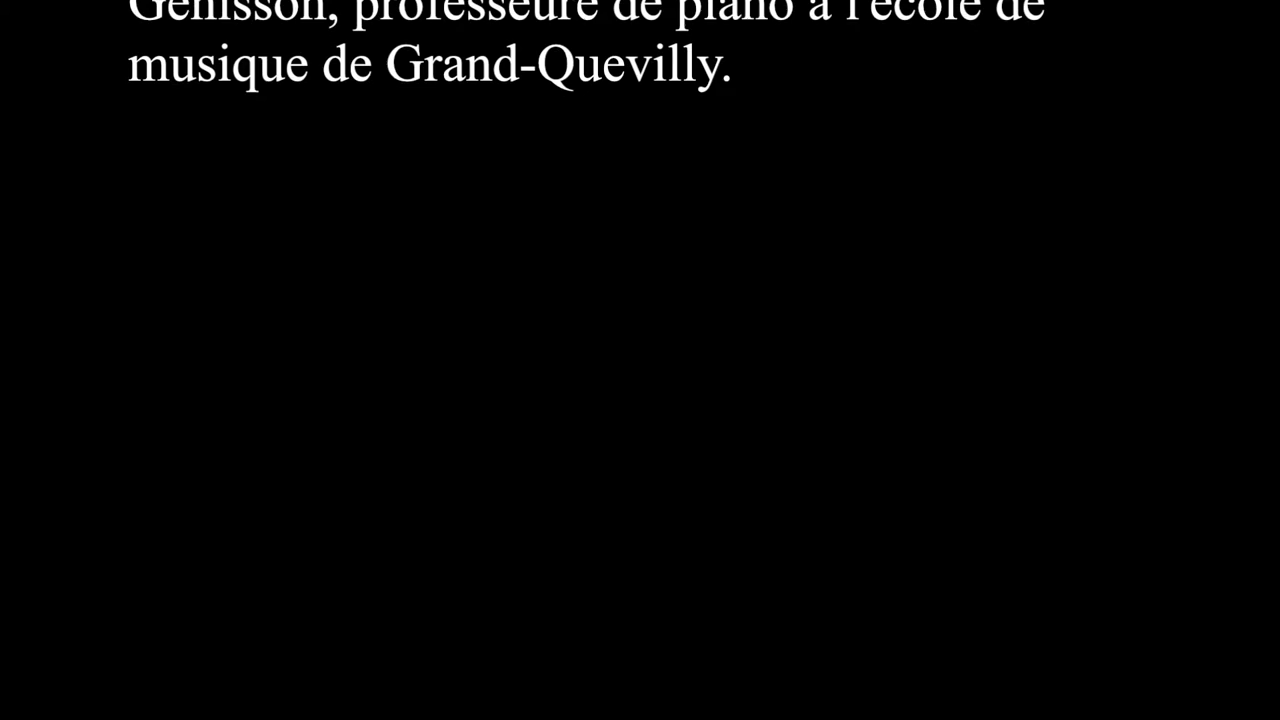 Génisson, professeure de piano à l'école de
musique de Grand-Quevilly.